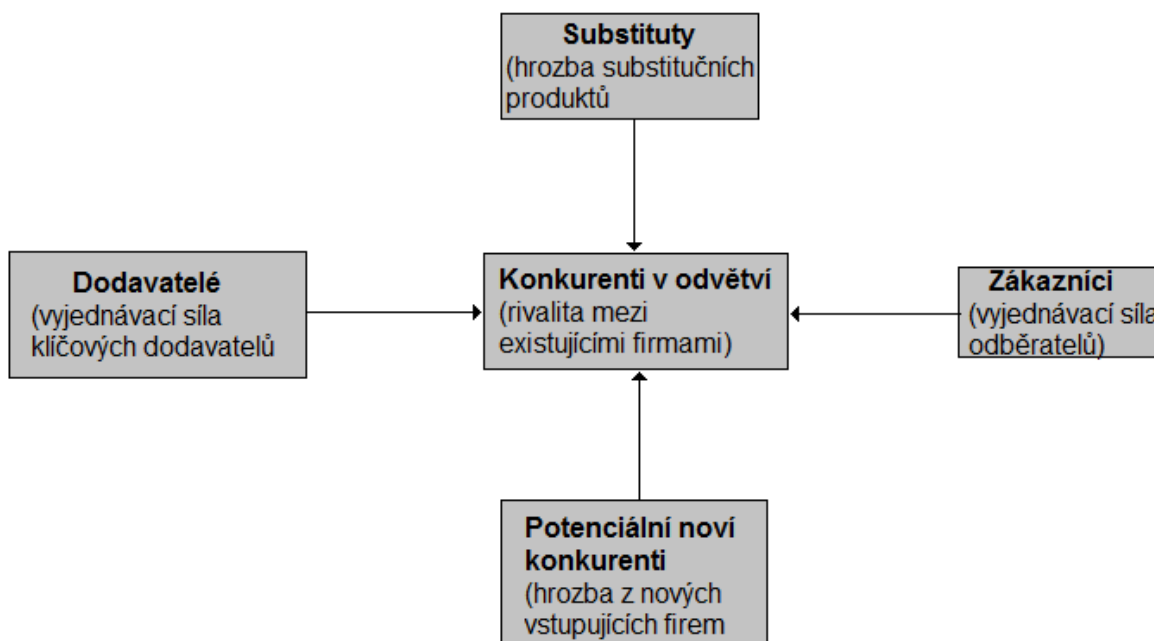 Substituty
(hrozba substitučních
produktů
Dodavatelé
(vyjednávací síla
klíčových dodavatelů
Konkurenti v odvětví
(rivalita mezi
existujícími firmami)
Zákazníci
(vyjednávací síla
odběratelů)
Potenciální noví
konkurenti
(hrozba z nových
vstupujících firem